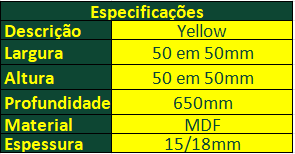 Especificações
Descrição Yellow
Largura 50 em 50mm
Altura 50 em 50mm
Profundidade 650mm
Material MDF
Espessura 15/18mm